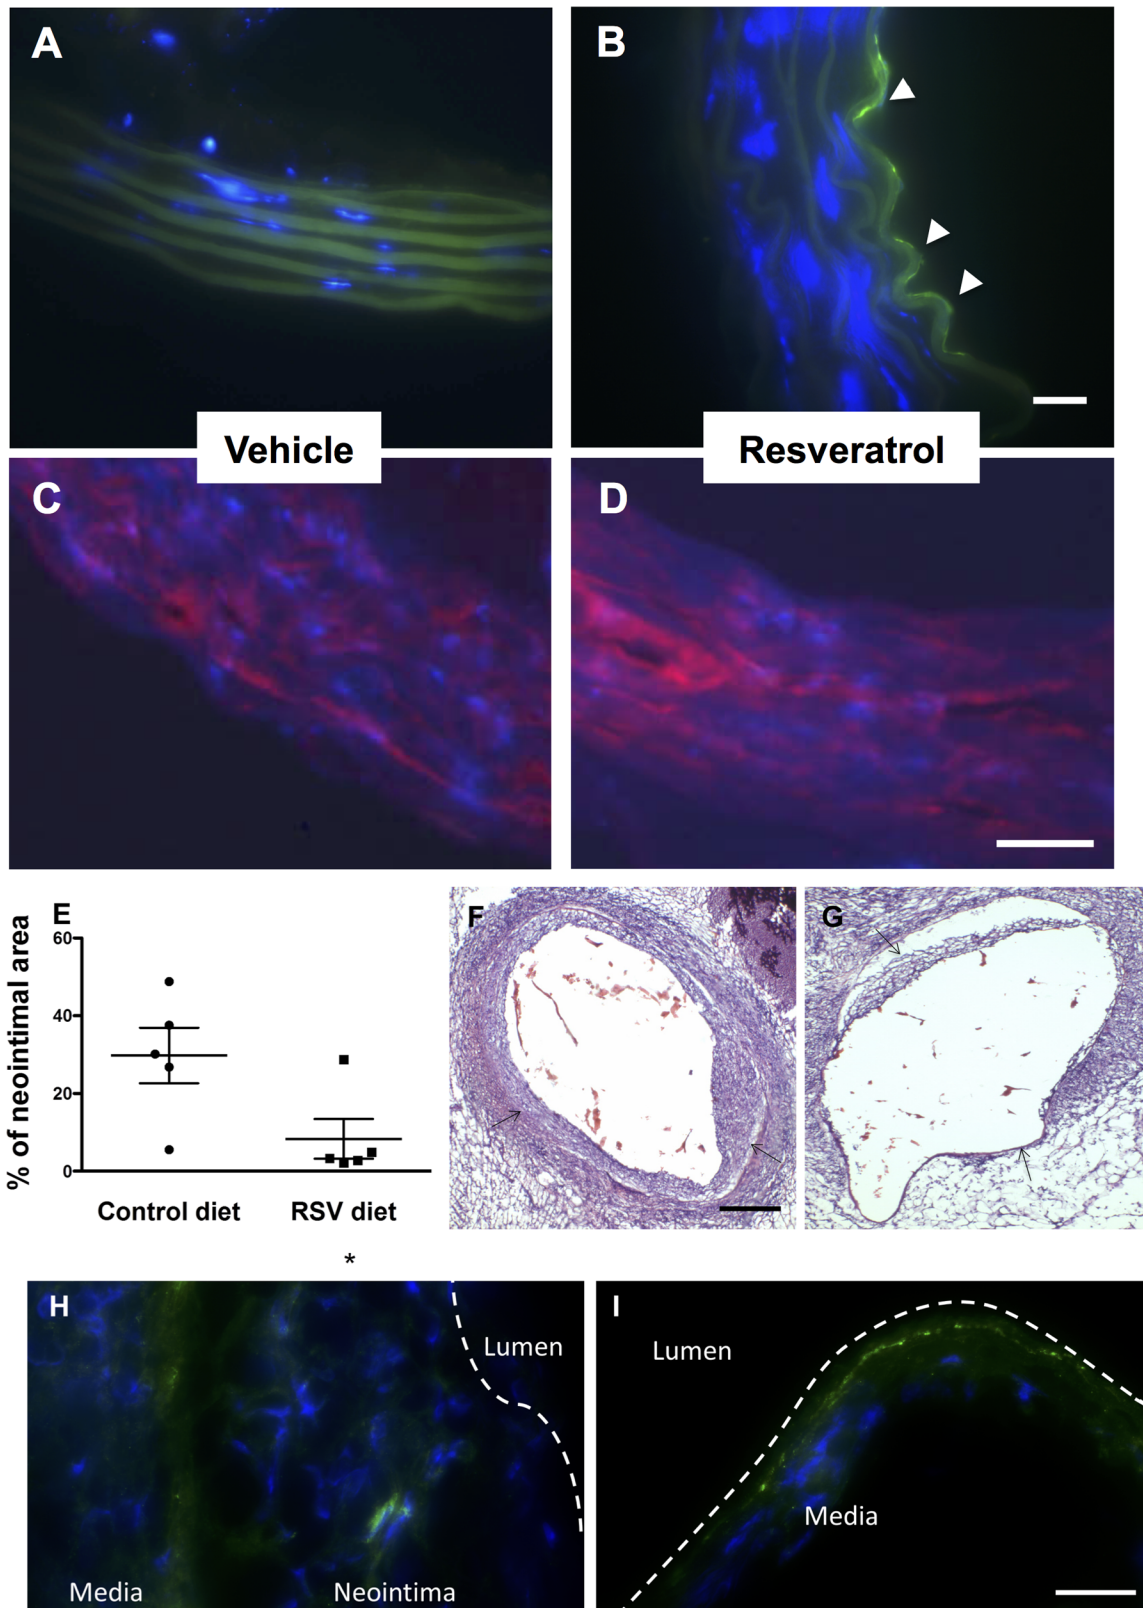 A
B
Vehicle
Resveratrol
C
D
E
% of neointimal area
60
40
20
0
Control diet
RSV diet
*
F
G
H
Lumen
Media
Neointima
I
Lumen
Media